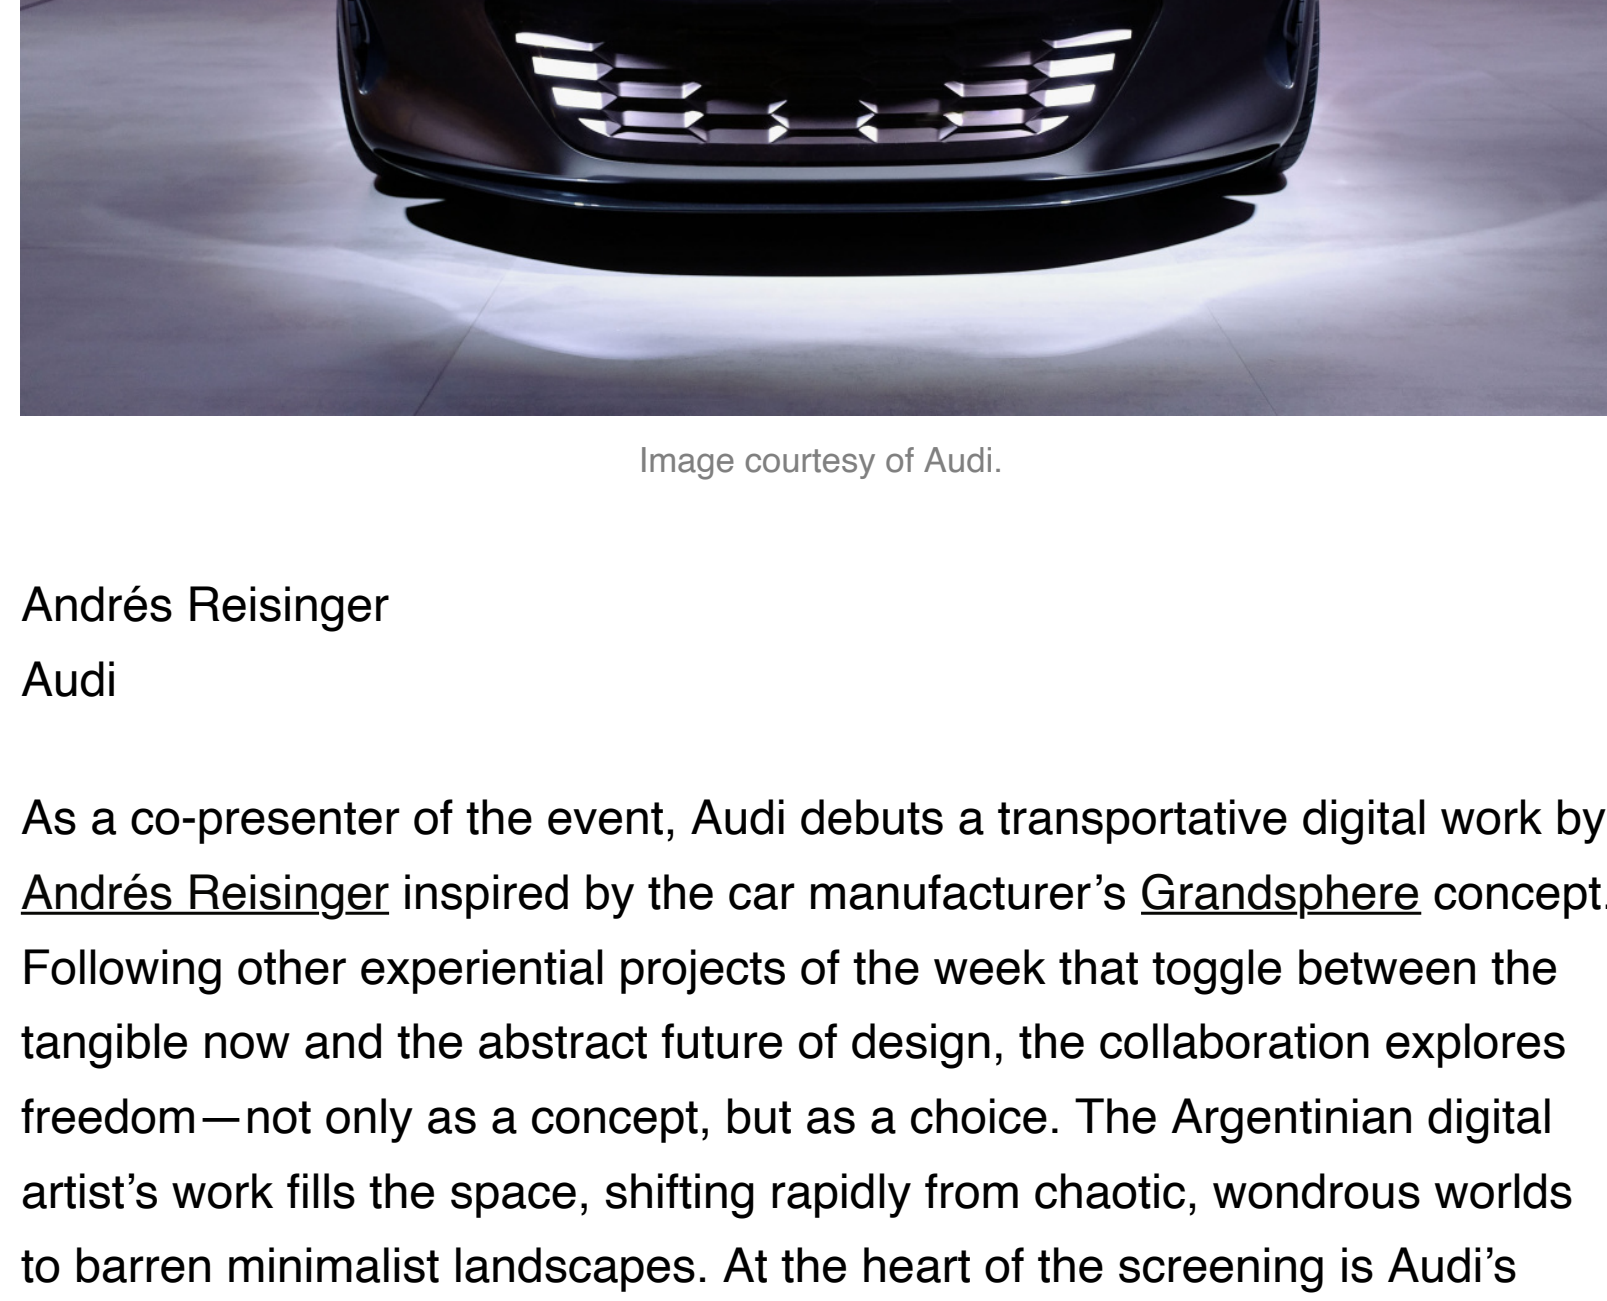 Image courtesy of Audi.
Andrés Reisinger
Audi
As a co-presenter of the event, Audi debuts a transportative digital work by
Andrés Reisinger inspired by the car manufacturer’s Grandsphere concept.
Following other experiential projects of the week that toggle between the
tangible now and the abstract future of design, the collaboration explores
freedom—not only as a concept, but as a choice. The Argentinian digital
artist’s work fills the space, shifting rapidly from chaotic, wondrous worlds
to barren minimalist landscapes. At the heart of the screening is Audi’s